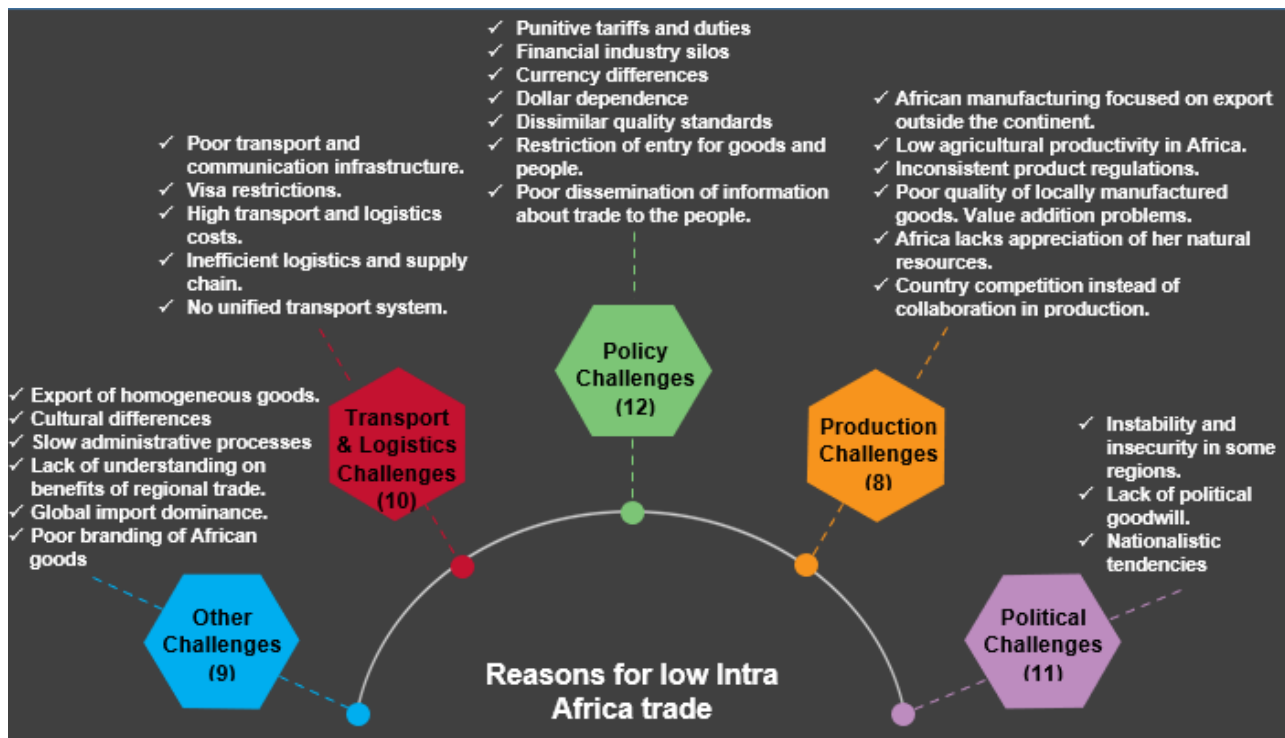 ✓ Punitive tariffs and duties
✓ Financial industry silos
✓ Currency differences
✓ Dollar dependence
✓ Dissimilar quality standards
✓ Restriction of entry for goods and
people.
✓ Poor dissemination of information
about trade to the people.
✓ African manufacturing focused on export
outside the continent.
✓ Low agricultural productivity in Africa.
✓ Inconsistent product regulations.
✓ Poor quality of locally manufactured
goods. Value addition problems.
✓ Africa lacks appreciation of her natural
resources.
✓ Country competition instead of
collaboration in production.
✓ Poor transport and
communication infrastructure.
✓ Visa restrictions.
✓ High transport and logistics
costs.
✓ Inefficient logistics and supply
chain.
✓ No unified transport system.
Policy
Challenges
(12)
✓ Export of homogeneous goods.
✓ Cultural differences
✓ Slow administrative processes
✓ Lack of understanding on
benefits of regional trade.
✓ Global import dominance.
✓ Poor branding of African
goods
Transport
& Logistics
Challenges
(10)
Production
Challenges
(8)
✓ Instability and
insecurity in some
regions.
✓ Lack of political
goodwill.
✓ Nationalistic
tendencies
Other
Challenges
(9)
Political
Challenges
(11)
Reasons for low Intra
Africa trade